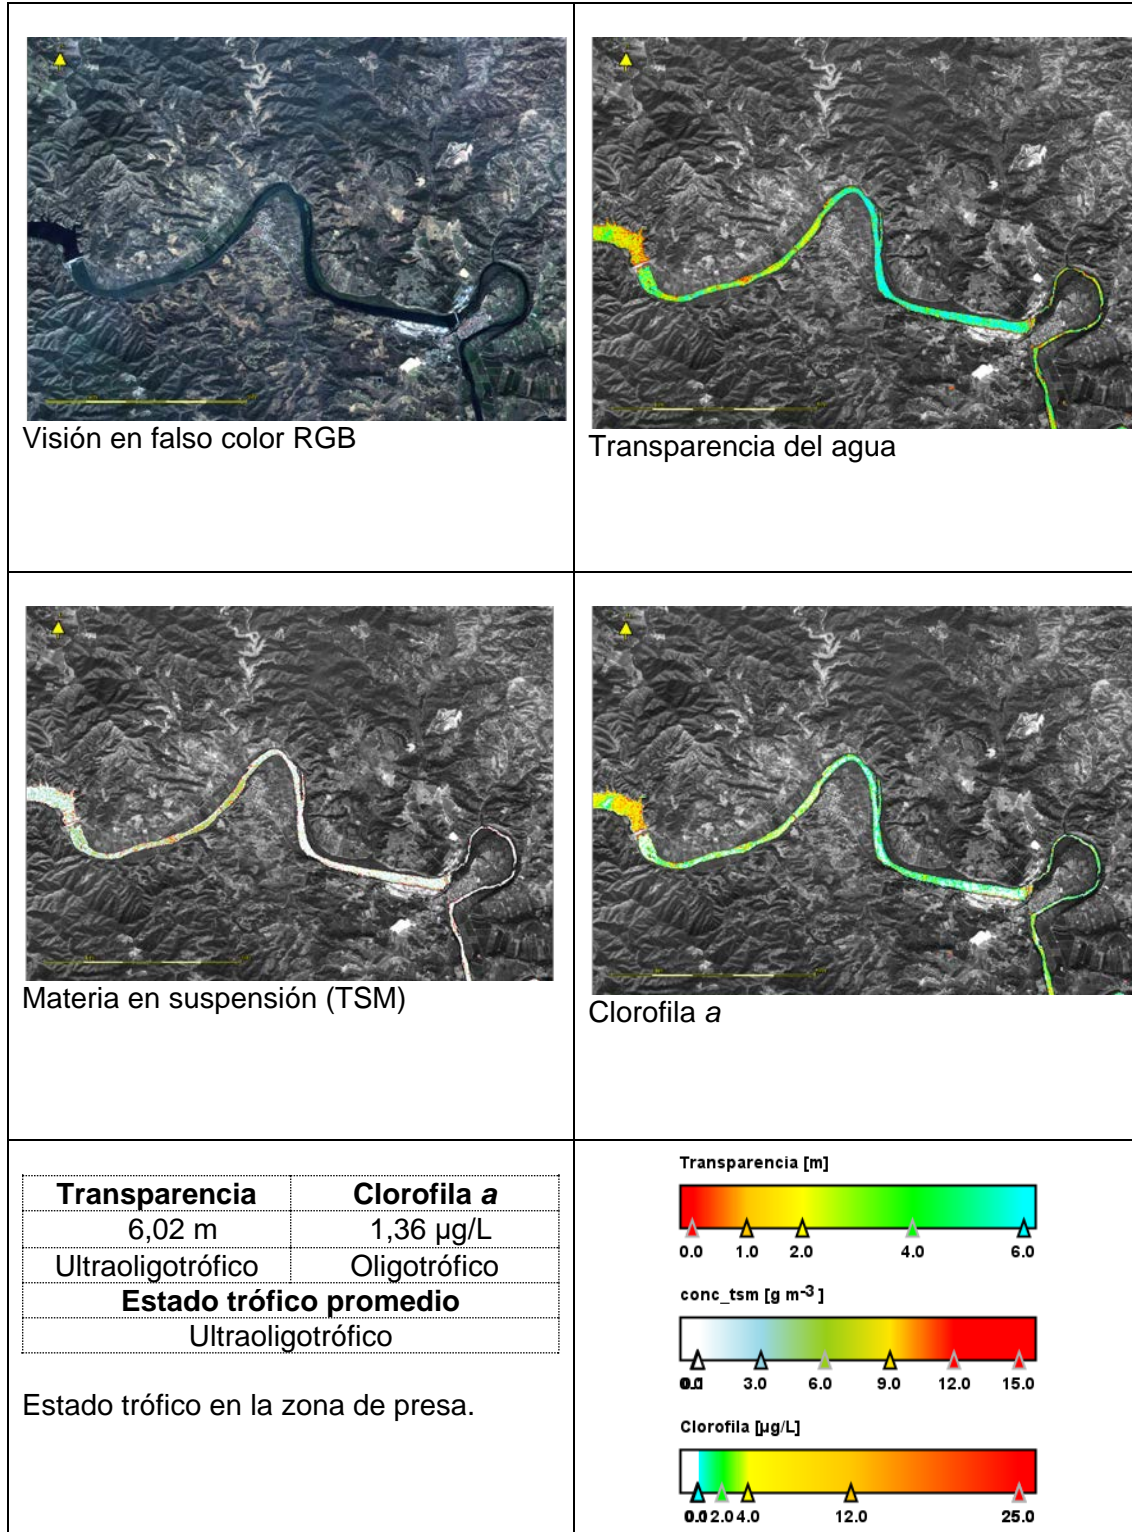 Visión en falso color RGB
Transparencia del agua
Materia en suspensión (TSM)
Clorofila a
Transparencia Clorofila a
6,02 m 1,36 µg/L
Ultraoligotrófico Oligotrófico
Estado trófico promedio
Ultraoligotrófico
Estado trófico en la zona de presa.
Transparencia [m]
0.0 1.0 2.0 4.0 6.0
conc_tsm [g m-3]
3.0 6.0 9.0 12.0 15.0
Clorofila [µg/L]
2.0 4.0 12.0 25.0